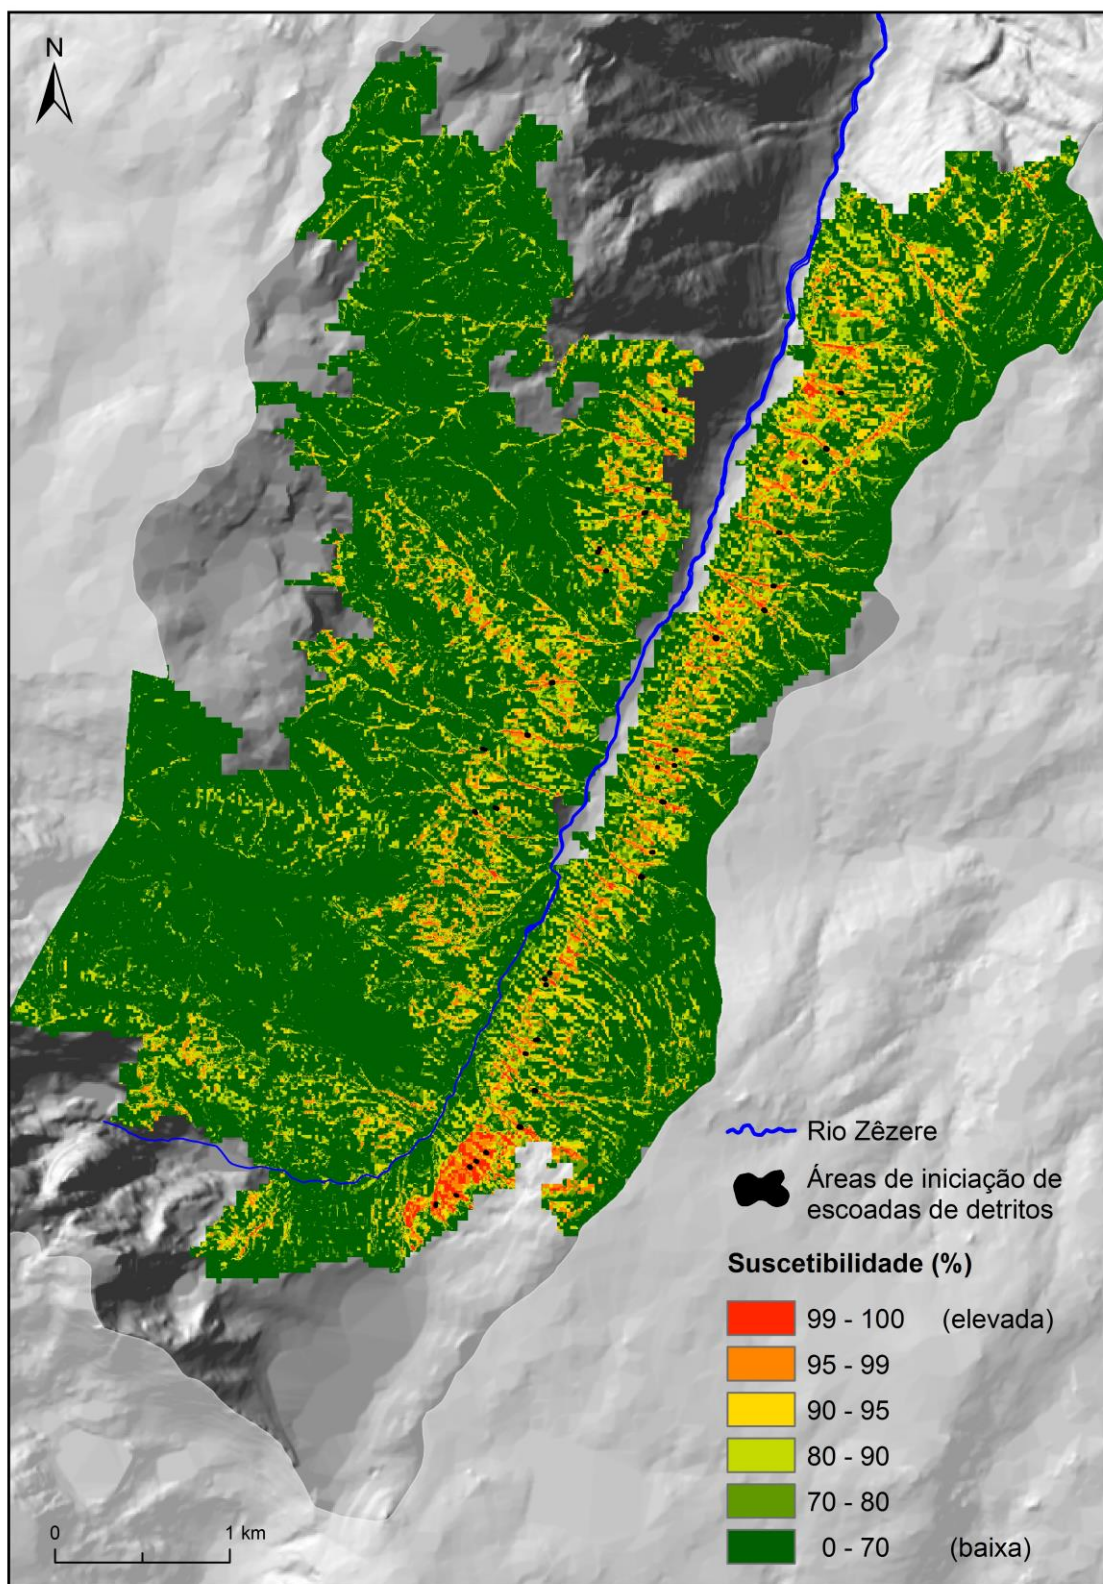 N
Rio Zêzere
Áreas de iniciação de
escoadas de detritos
Suscetibilidade (%)
99 - 100 (elevada)
95 - 99
90 - 95
80 - 90
70 - 80
0 - 70 (baixa)
0 1 km